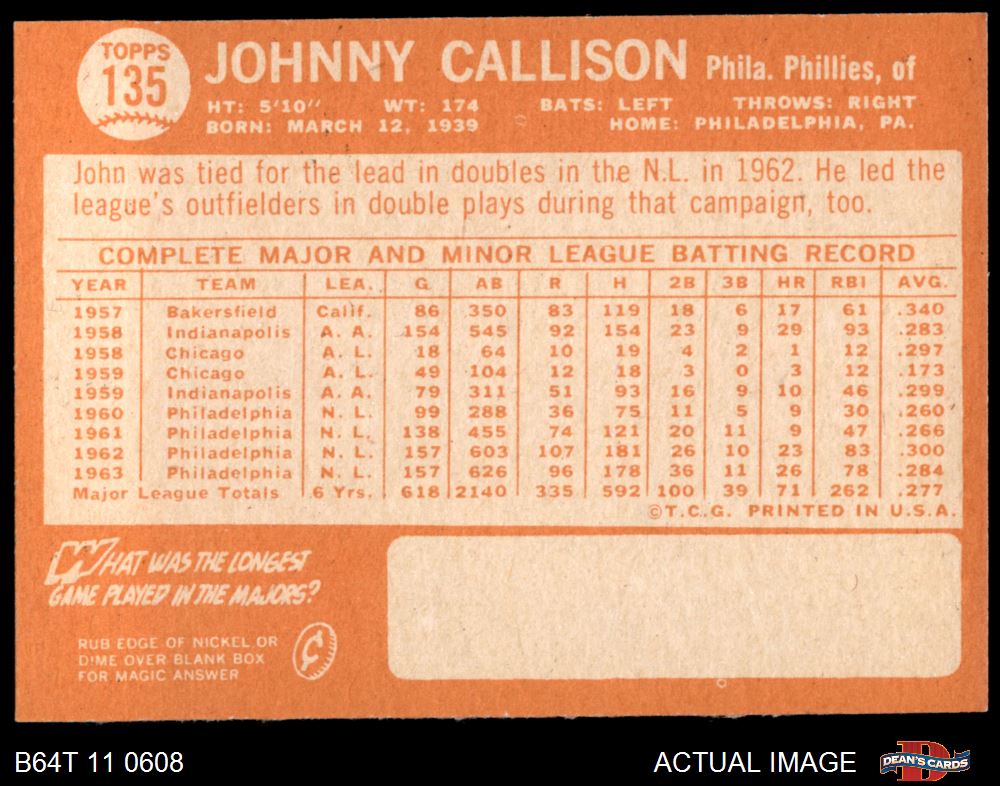 TOPPS
135
JOHNNY CALLISON Phila. Phillies, of
HT: 5'10" WT: 174 BATS: LEFT THROWS: RIGHT
BORN: MARCH 12, 1939 HOME: PHILADELPHIA, PA.
John was tied for the lead in doubles in the N.L. in 1962. He led the
league's outfielders in double plays during that campaign, too.
COMPLETE MAJOR AND MINOR LEAGUE BATTING RECORD
YEAR TEAM LEA. G AB R H 2B 3B HR RBI AVG.
1957 Bakersfield Calif. 86 350 83 119 18 6 17 61 .340
1958 Indianapolis A. A. 154 545 92 154 23 9 29 93 .283
1958 Chicago A. L. 18 64 10 19 4 2 1 12 .297
1959 Chicago A. L. 49 104 12 18 3 0 3 12 .173
1959 Indianapolis A. A. 79 311 51 93 16 9 10 46 .299
1960 Philadelphia N. L. 99 288 36 75 11 5 9 30 .260
1961 Philadelphia N. L. 138 455 74 121 20 11 9 47 .266
1962 Philadelphia N. L. 157 603 107 181 26 10 23 83 .300
1963 Philadelphia N. L. 157 626 96 178 36 11 26 78 .284
Major League Totals 6 Yrs. 618 2140 335 592 100 39 71 262 .277
©T.C.G. PRINTED IN U.S.A.
WHAT WAS THE LONGEST
GAME PLAYED IN THE MAJORS?
RUB EDGE OF NICKEL OR
DIME OVER BLANK BOX
FOR MAGIC ANSWER
¢
B64T 11 0608 ACTUAL IMAGE
DEAN'S CARDS